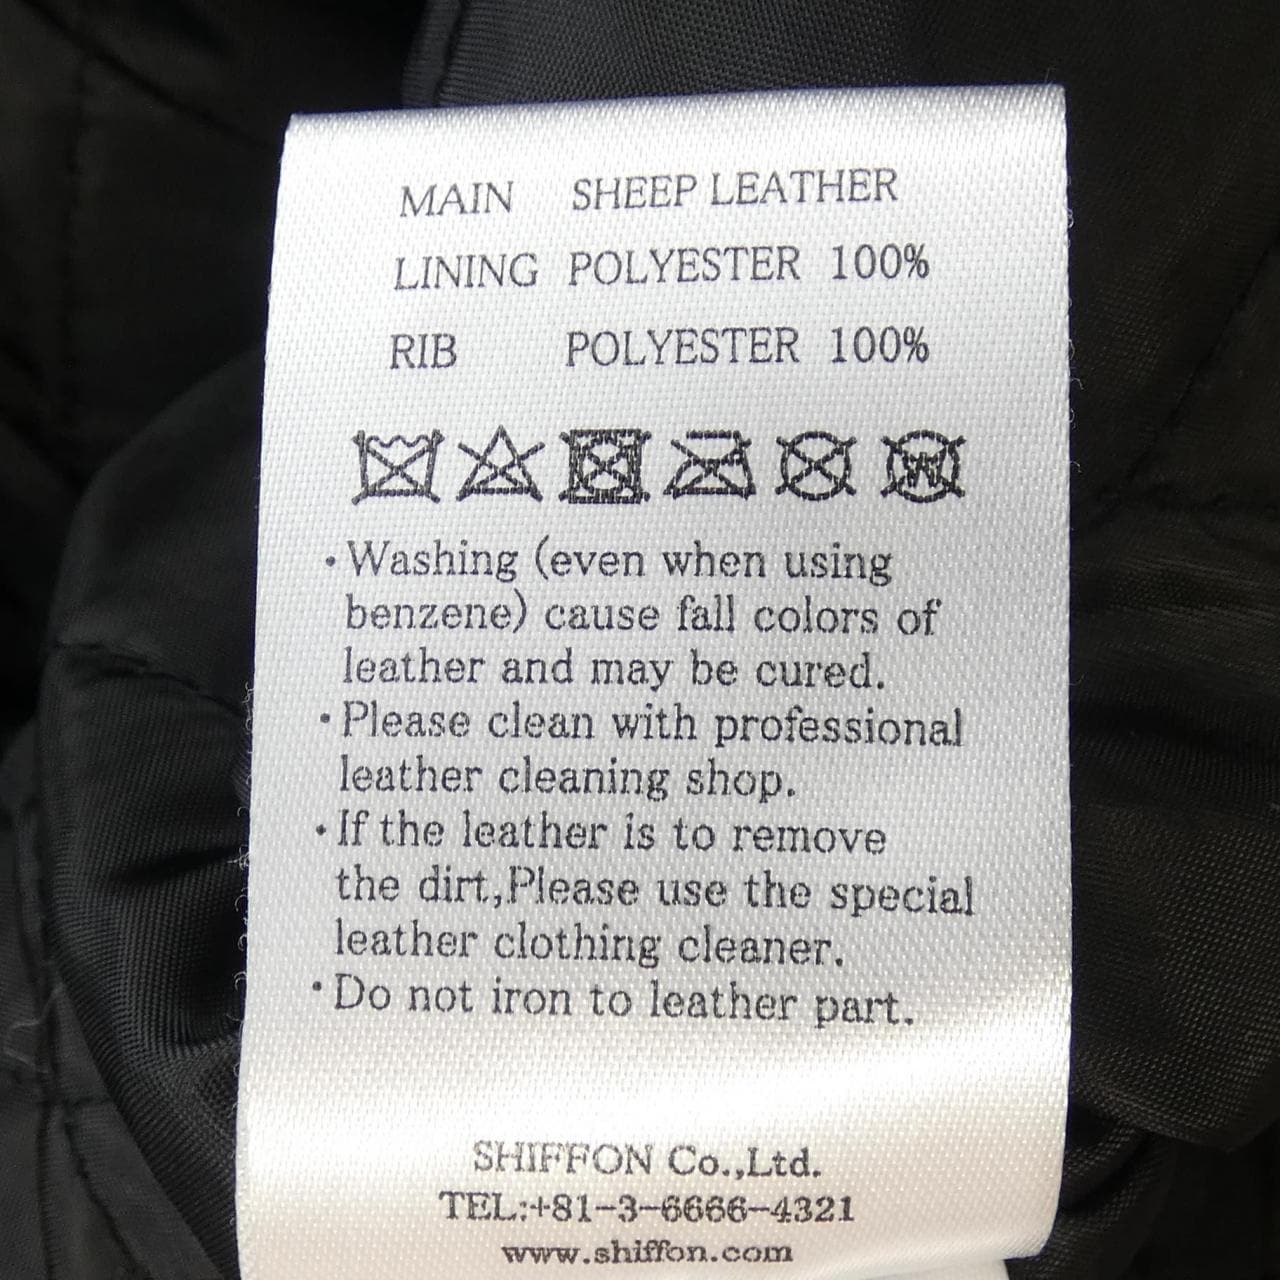 MAIN SHEEP LEATHER
LINING POLYESTER 100%
RIB POLYESTER 100%
W
・Washing (even when using
benzene) cause fall colors of
leather and may be cured.
・Please clean with professional
leather cleaning shop.
・If the leather is to remove
the dirt,Please use the special
leather clothing cleaner.
・Do not iron to leather part.
SHIFFON Co.,Ltd.
TEL:+81-3-6666-4321
www.shiffon.com